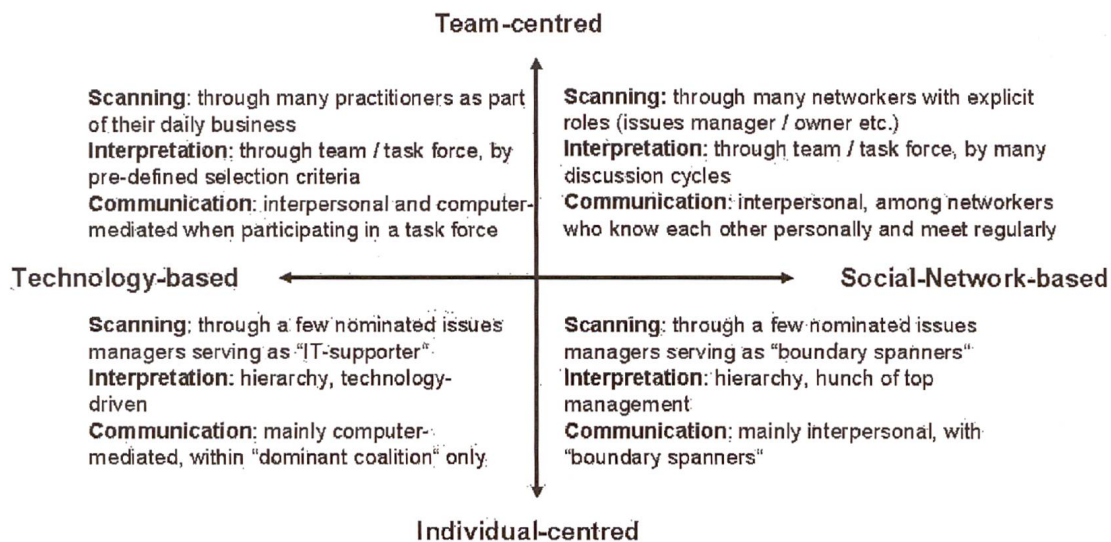 Team-centred
Scanning: through many practitioners as part
of their daily business
Interpretation: through team / task force, by
pre-defined selection criteria
Communication: interpersonal and computer-
mediated when participating in a task force
Scanning: through many networkers with explicit
roles (issues manager / owner etc.)
Interpretation: through team / task force, by many
discussion cycles
Communication: interpersonal, among networkers
who know each other personally and meet regularly
Technology-based
Social-Network-based
Scanning: through a few nominated issues
managers serving as “IT-supporter“
Interpretation: hierarchy, technology-
driven
Communication: mainly computer-
mediated, within “dominant coalition“ only
Scanning: through a few nominated issues
managers serving as “boundary spanners“
Interpretation: hierarchy, hunch of top
management
Communication: mainly interpersonal, with
“boundary spanners“
Individual-centred